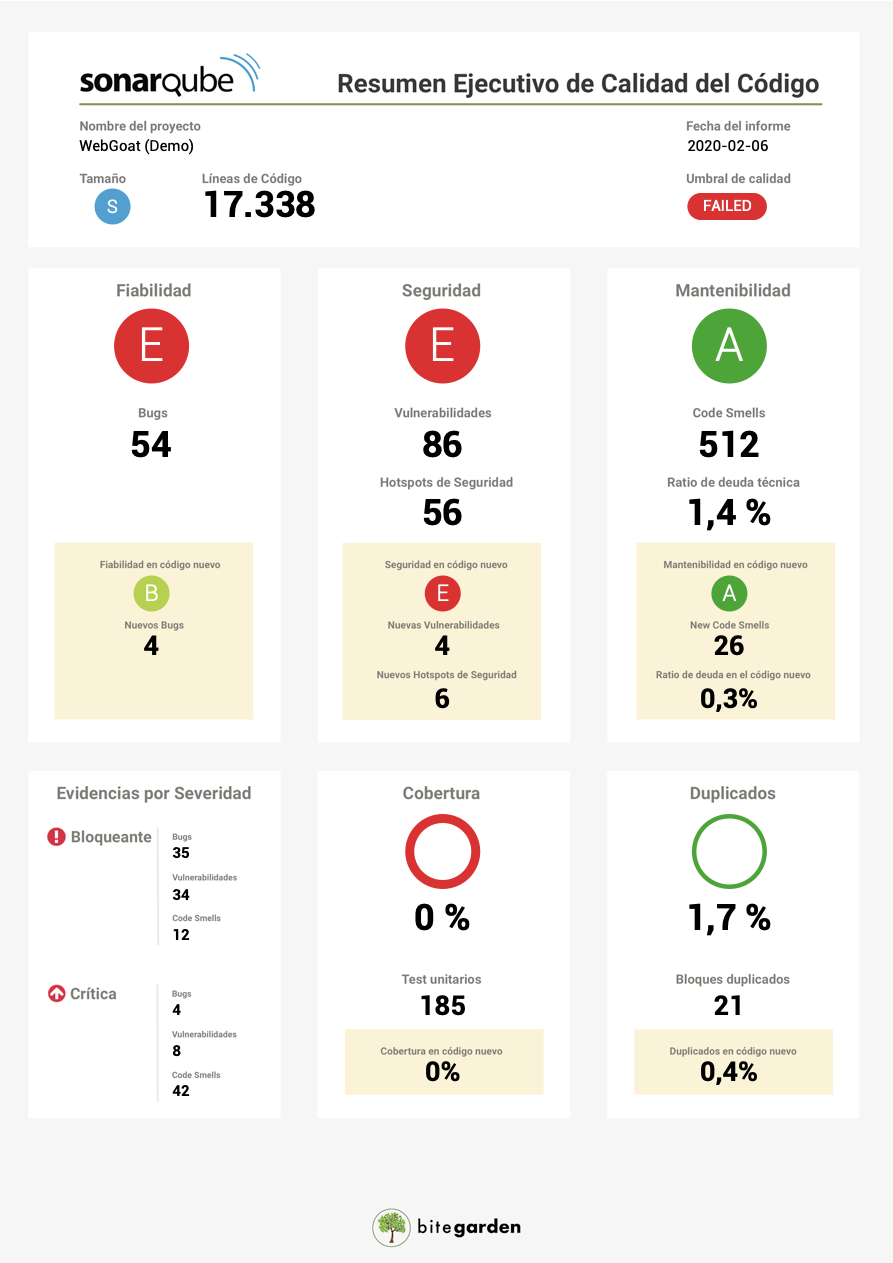 sonarqube
Resumen Ejecutivo de Calidad del Código
Nombre del proyecto
WebGoat (Demo)
Fecha del informe
2020-02-06
Tamaño
S
Líneas de Código
17.338
Umbral de calidad
FAILED
Fiabilidad
E
Bugs
54
Fiabilidad en código nuevo
B
Nuevos Bugs
4
Seguridad
E
Vulnerabilidades
86
Hotspots de Seguridad
56
Seguridad en código nuevo
E
Nuevas Vulnerabilidades
4
Nuevos Hotspots de Seguridad
6
Mantenibilidad
A
Code Smells
512
Ratio de deuda técnica
1,4 %
Mantenibilidad en código nuevo
A
New Code Smells
26
Ratio de deuda en el código nuevo
0,3%
Evidencias por Severidad
Bloqueante
Bugs
35
Vulnerabilidades
34
Code Smells
12
Crítica
Bugs
4
Vulnerabilidades
8
Code Smells
42
Cobertura
0 %
Test unitarios
185
Cobertura en código nuevo
0%
Duplicados
1,7 %
Bloques duplicados
21
Duplicados en código nuevo
0,4%
bitegarden